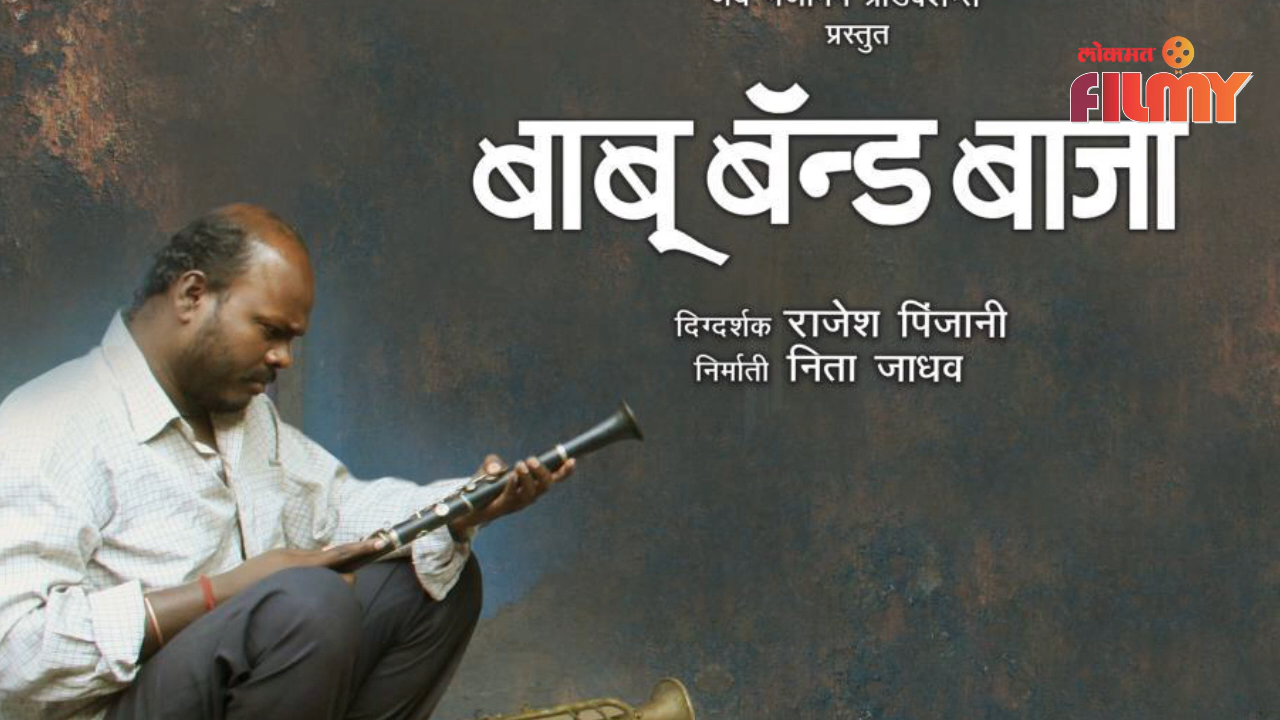 प्रस्तुत
लोकमत
FILMY
बाबू बॅन्ड बाजा
दिग्दर्शक राजेश पिंजानी
निर्माती निता जाधव